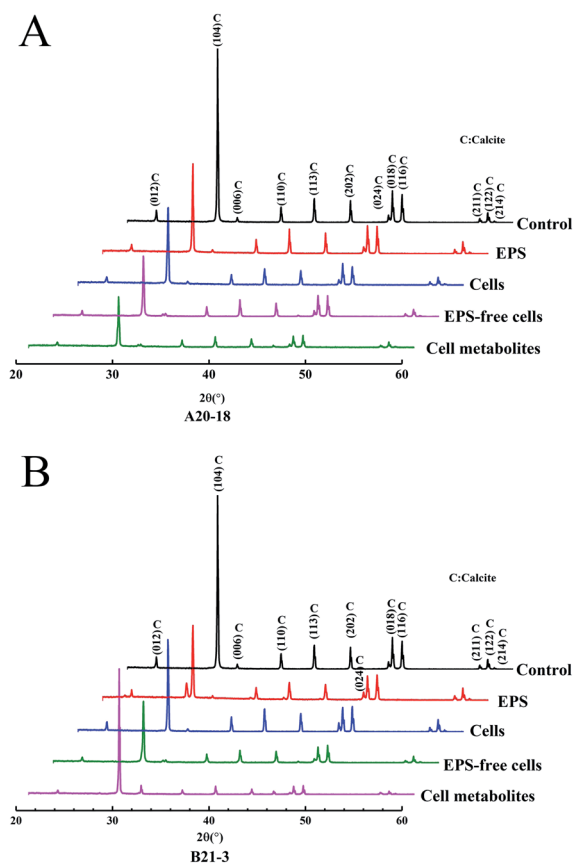 A
(104) C
C:Calcite
(012) C
(006) C
(110) C
(113) C
(202) C
(024) C
(018) C
(116) C
(211) C
(122) C
(214) C
Control
EPS
Cells
EPS-free cells
Cell metabolites
20 30 40 50 60
2θ(°)
A20-18
B
(104) C
C:Calcite
(012) C
(006) C
(110) C
(113) C
(202) C
(024) C
(018) C
(116) C
(211) C
(122) C
(214) C
Control
EPS
Cells
EPS-free cells
Cell metabolites
20 30 40 50 60
2θ(°)
B21-3